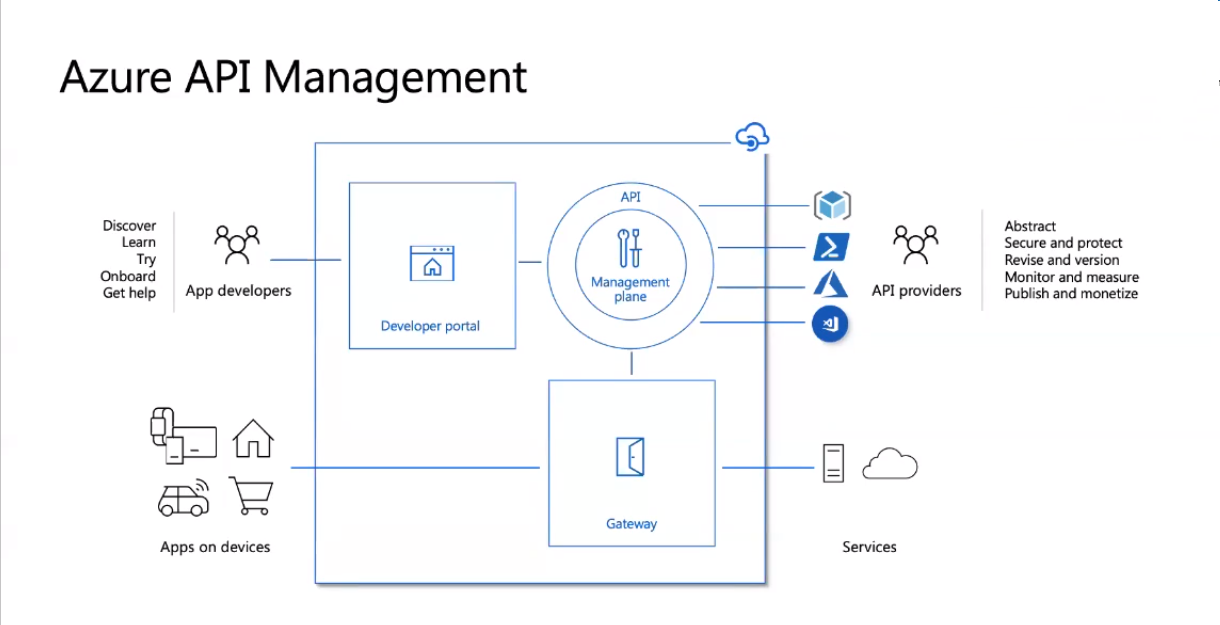 Azure API Management
Discover
Learn
Try
Onboard
Get help
App developers
Developer portal
API
Management
plane
API providers
Abstract
Secure and protect
Revise and version
Monitor and measure
Publish and monetize
Apps on devices
Gateway
Services